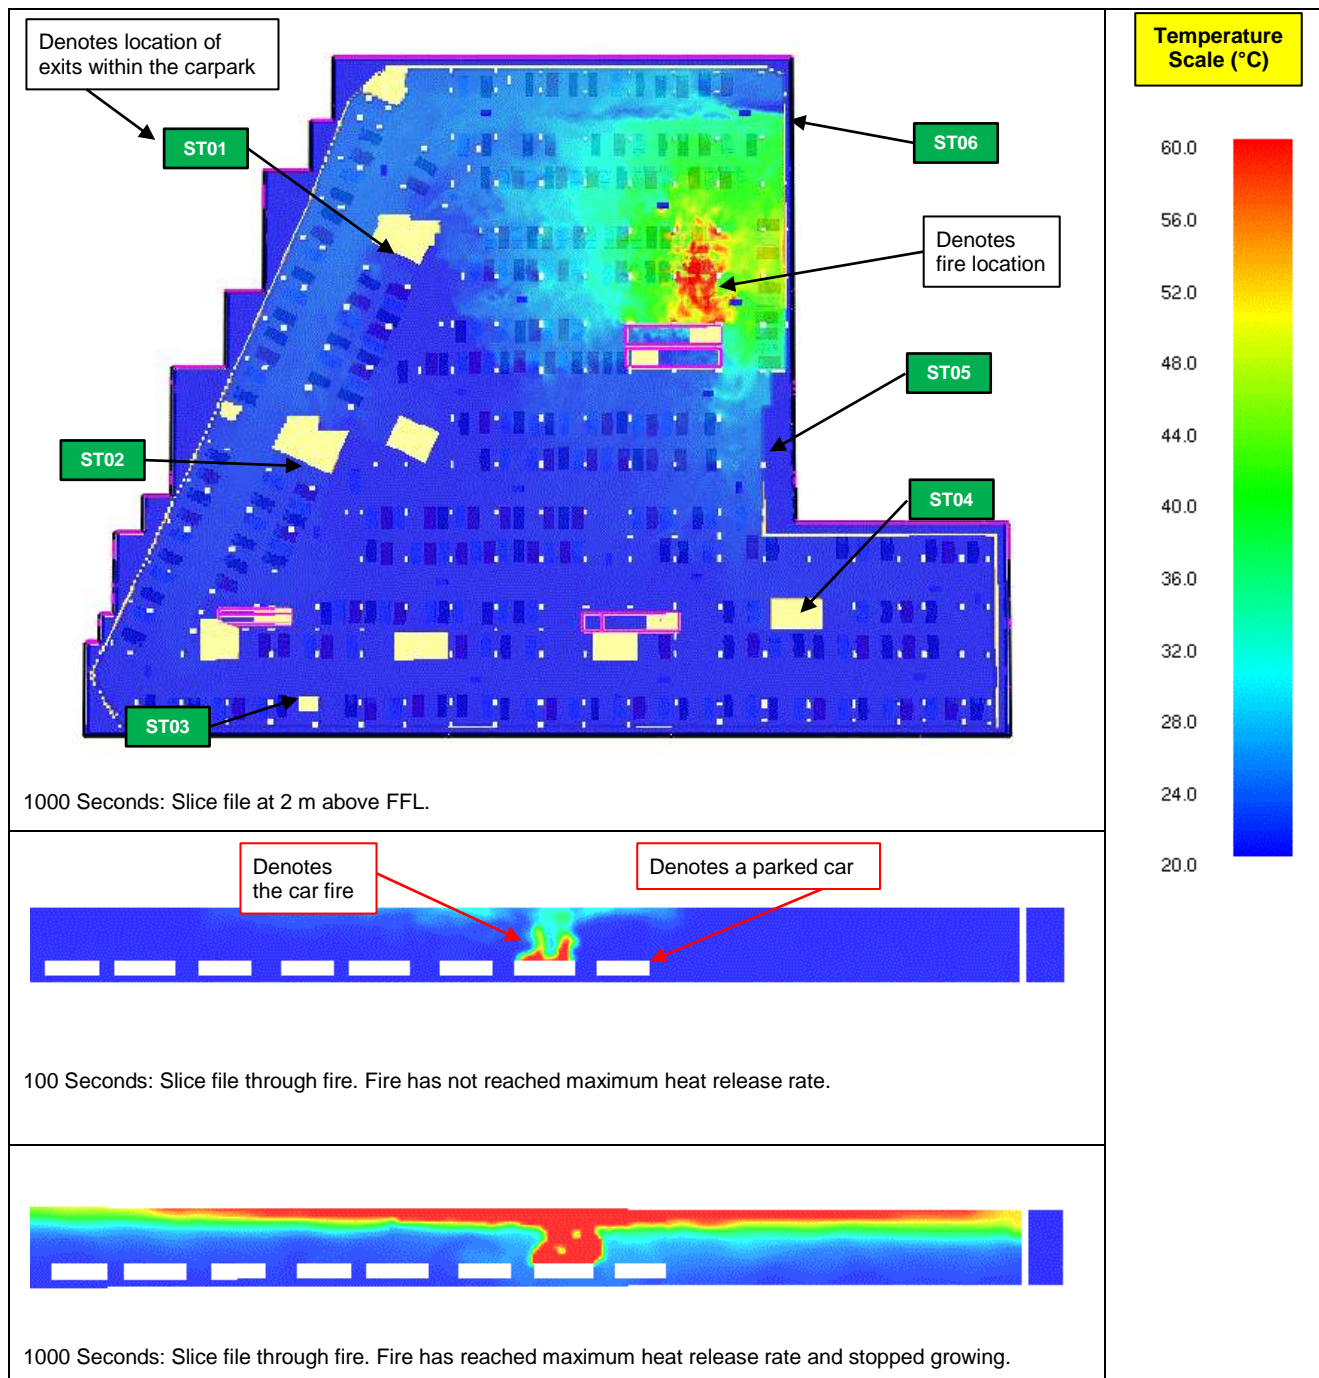 Denotes location of
exits within the carpark
ST01
ST06
Denotes
fire location
ST05
ST02
ST04
ST03
1000 Seconds: Slice file at 2 m above FFL.
Temperature
Scale (°C)
60.0
56.0
52.0
48.0
44.0
40.0
36.0
32.0
28.0
24.0
20.0
Denotes
the car fire
Denotes a parked car
100 Seconds: Slice file through fire. Fire has not reached maximum heat release rate.
1000 Seconds: Slice file through fire. Fire has reached maximum heat release rate and stopped growing.